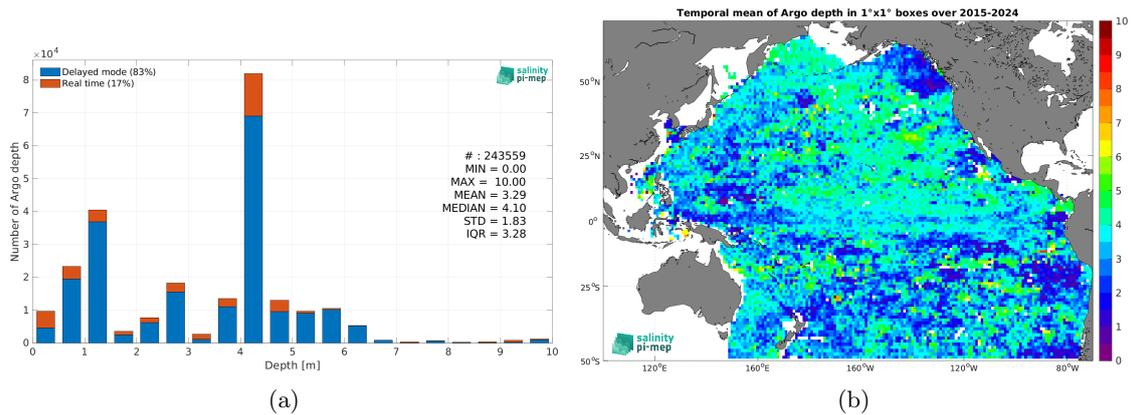 ×10⁴
8
7
6
5
4
3
2
1
0
Number of Argo depth
Delayed mode (83%)
Real time (17%)
salinity
pi-mep
# : 243559
MIN = 0.00
MAX = 10.00
MEAN = 3.29
MEDIAN = 4.10
STD = 1.83
IQR = 3.28
0 1 2 3 4 5 6 7 8 9 10
Depth [m]
(a)
Temporal mean of Argo depth in 1°x1° boxes over 2015-2024
50°N
25°N
0°
25°S
50°S
120°E 160°E 160°W 120°W 80°W
salinity
pi-mep
10
9
8
7
6
5
4
3
2
1
0
(b)